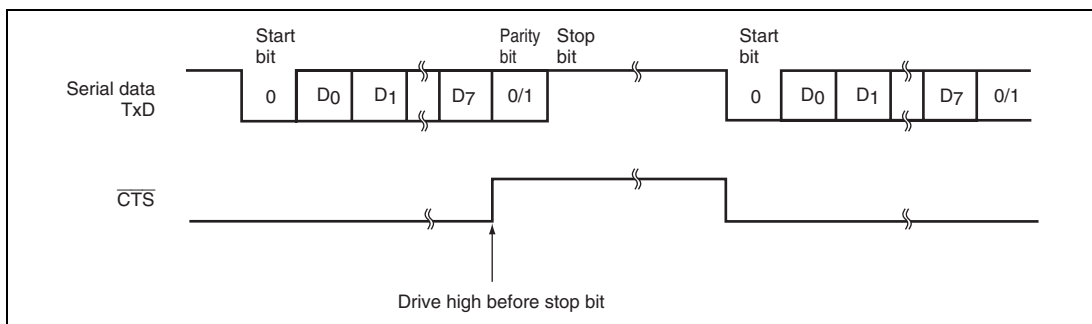 Start bit
Parity bit
Stop bit
Start bit
Serial data TxD
0
D0
D1
D7
0/1
0
D0
D1
D7
0/1
CTS
Drive high before stop bit